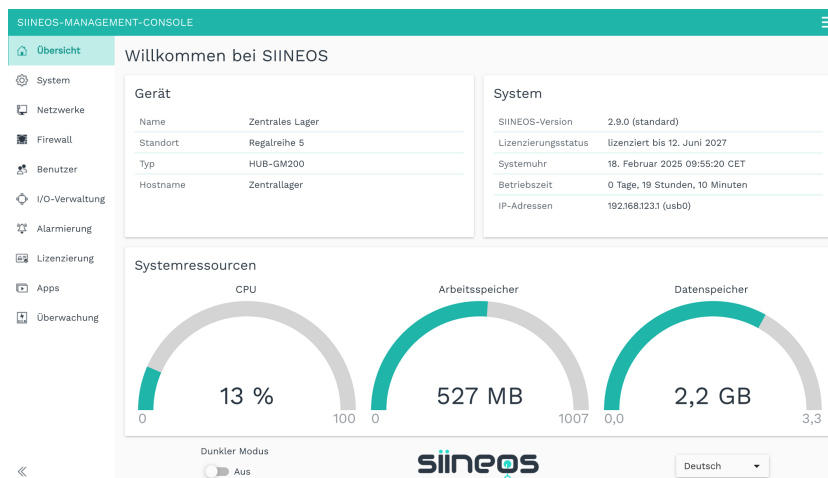 SIINEOS-MANAGEMENT-CONSOLE
Übersicht
System
Netzwerke
Firewall
Benutzer
I/O-Verwaltung
Alarmierung
Lizenzierung
Apps
Überwachung
Willkommen bei SIINEOS
Gerät
Name Zentrales Lager
Standort Regalreihe 5
Typ HUB-GM200
Hostname Zentrallager
System
SIINEOS-Version 2.9.0 (standard)
Lizenzierungsstatus lizenziert bis 12. Juni 2027
Systemuhr 18. Februar 2025 09:55:20 CET
Betriebszeit 0 Tage, 19 Stunden, 10 Minuten
IP-Adressen 192.168.123.1 (usb0)
Systemressourcen
CPU
13 %
0 100
Arbeitsspeicher
527 MB
0 1007
Datenspeicher
2,2 GB
0,0 3,3
Dunkler Modus
Aus
siineos
Deutsch